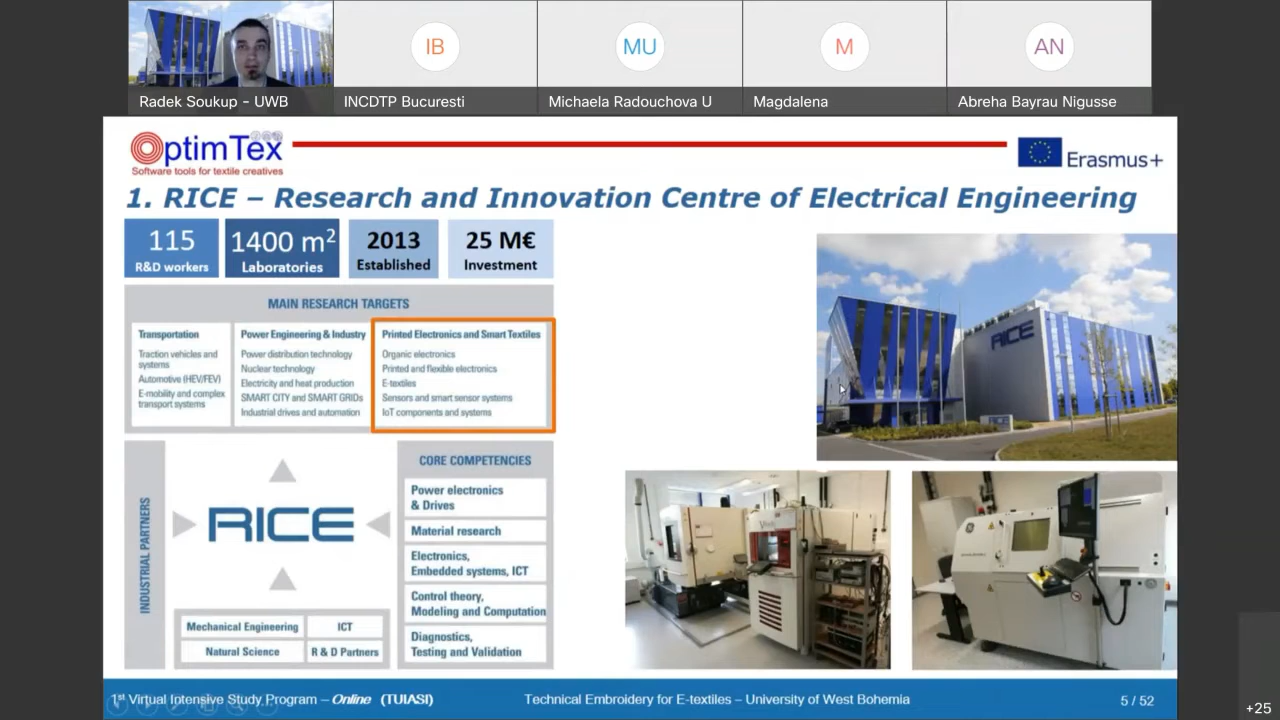 IB
MU
M
AN
Radek Soukup - UWB
INCDTP Bucuresti
Michaela Radouchova U
Magdalena
Abreha Bayrau Nigusse
OptimTex
Software tools for textile creatives
Erasmus+
1. RICE – Research and Innovation Centre of Electrical Engineering
115
R&D workers
1400 m²
Laboratories
2013
Established
25 M€
Investment
MAIN RESEARCH TARGETS
Transportation
Traction vehicles and
systems
Automotive (HEV/FEV)
E-mobility and complex
transport systems
Power Engineering & Industry
Power distribution technology
Nuclear technology
Electricity and heat production
SMART CITY and SMART GRIDs
Industrial drives and automation
Printed Electronics and Smart Textiles
Organic electronics
Printed and flexible electronics
E-textiles
Sensors and smart sensor systems
IoT components and systems
RICE
INDUSTRIAL PARTNERS
RICE
Mechanical Engineering
ICT
Natural Science
R & D Partners
CORE COMPETENCIES
Power electronics
& Drives
Material research
Electronics,
Embedded systems, ICT
Control theory,
Modeling and Computation
Diagnostics,
Testing and Validation
1st Virtual Intensive Study Program – Online (TUIASI)
Technical Embroidery for E-textiles – University of West Bohemia
5 / 52
+25